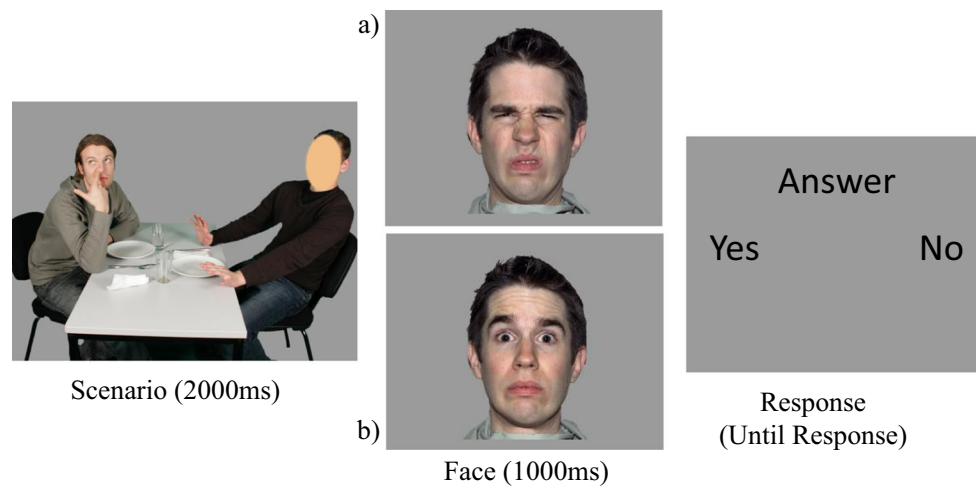 a)
Scenario (2000ms)
b)
Face (1000ms)
Answer
Yes No
Response
(Until Response)